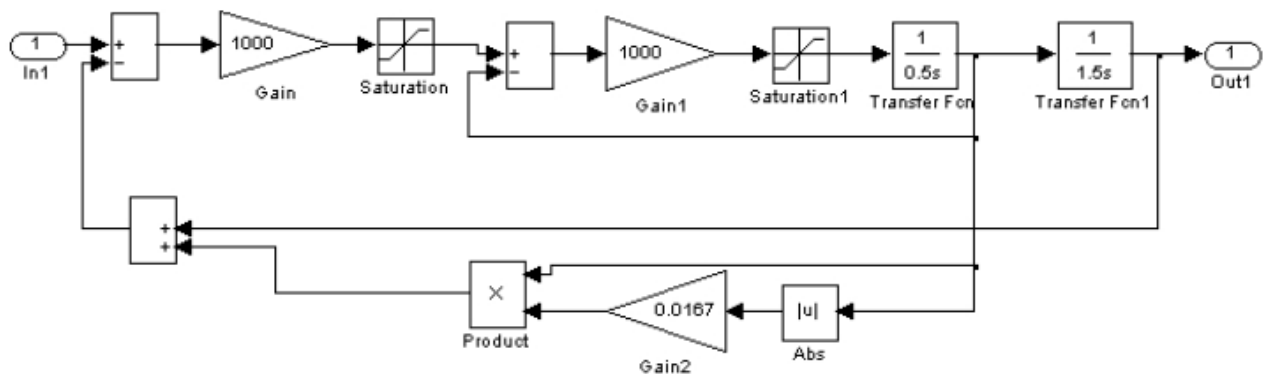 1
In1
+
−
1000
Gain
Saturation
+
−
1000
Gain1
Saturation1
1
0.5s
Transfer Fcn
1
1.5s
Transfer Fcn1
1
Out1
+
+
×
Product
0.0167
Gain2
|u|
Abs